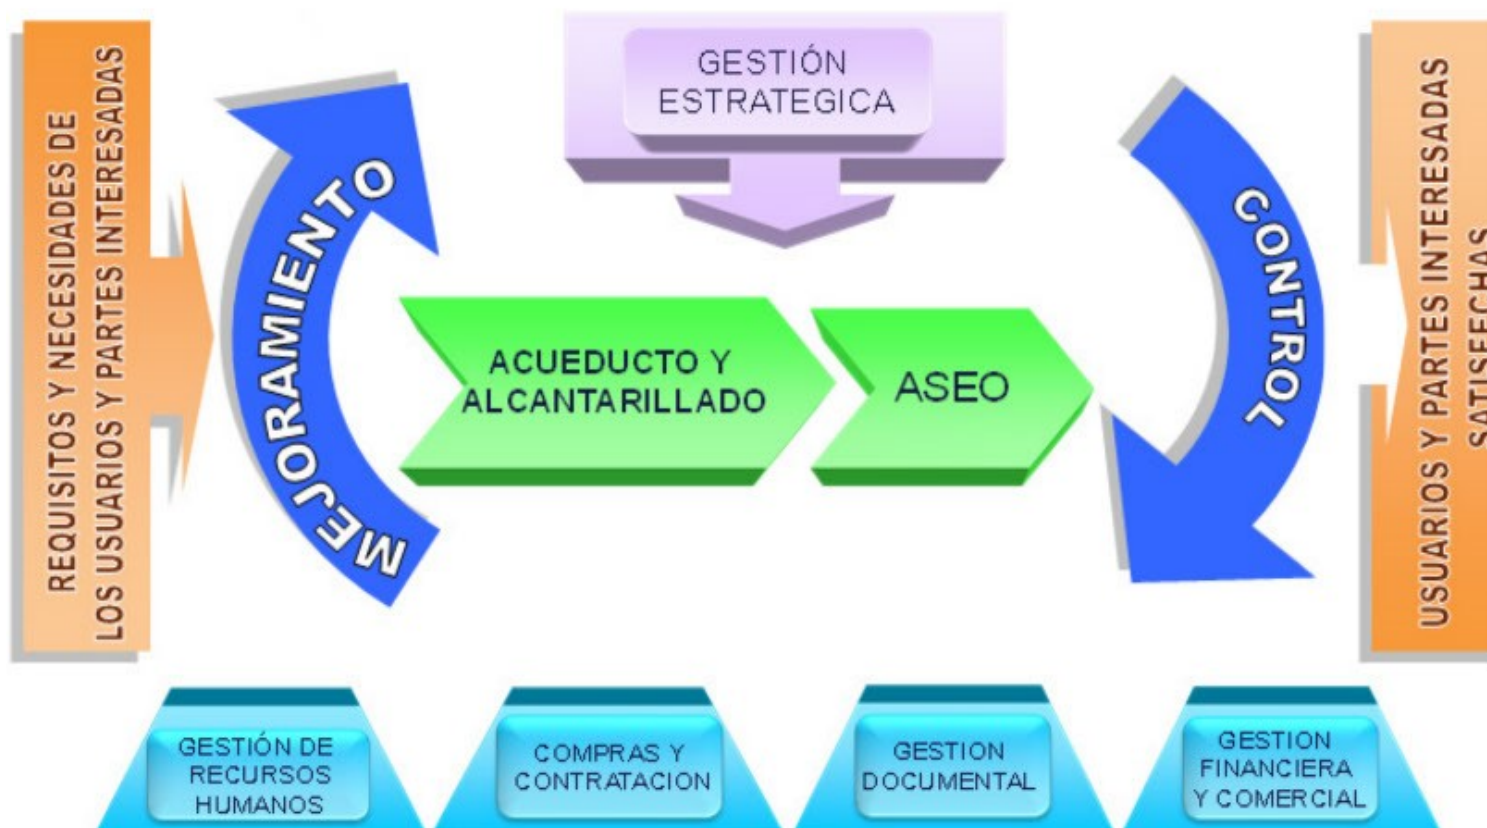 REQUISITOS Y NECESIDADES DE
LOS USUARIOS Y PARTES INTERESADAS
MEJORAMIENTO
GESTIÓN
ESTRATEGICA
ACUEDUCTO Y
ALCANTARILLADO
ASEO
CONTROL
USUARIOS Y PARTES INTERESADAS
SATISFECHAS
GESTIÓN DE
RECURSOS
HUMANOS
COMPRAS Y
CONTRATACION
GESTION
DOCUMENTAL
GESTION
FINANCIERA
Y COMERCIAL